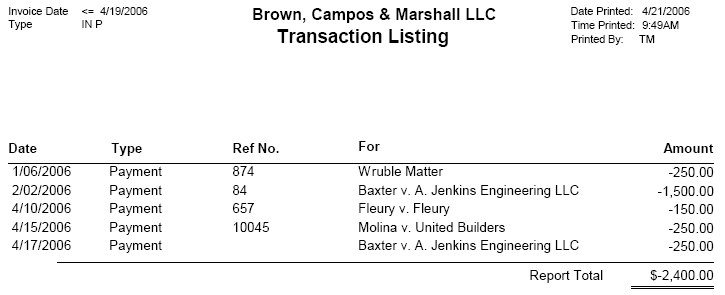 Invoice Date <= 4/19/2006 Brown, Campos & Marshall LLC Date Printed: 4/21/2006
Type IN P Transaction Listing Time Printed: 9:49AM
Printed By: TM
Date Type Ref No. For Amount
1/06/2006 Payment 874 Wruble Matter -250.00
2/02/2006 Payment 84 Baxter v. A. Jenkins Engineering LLC -1,500.00
4/10/2006 Payment 657 Fleury v. Fleury -150.00
4/15/2006 Payment 10045 Molina v. United Builders -250.00
4/17/2006 Payment Baxter v. A. Jenkins Engineering LLC -250.00
Report Total $-2,400.00